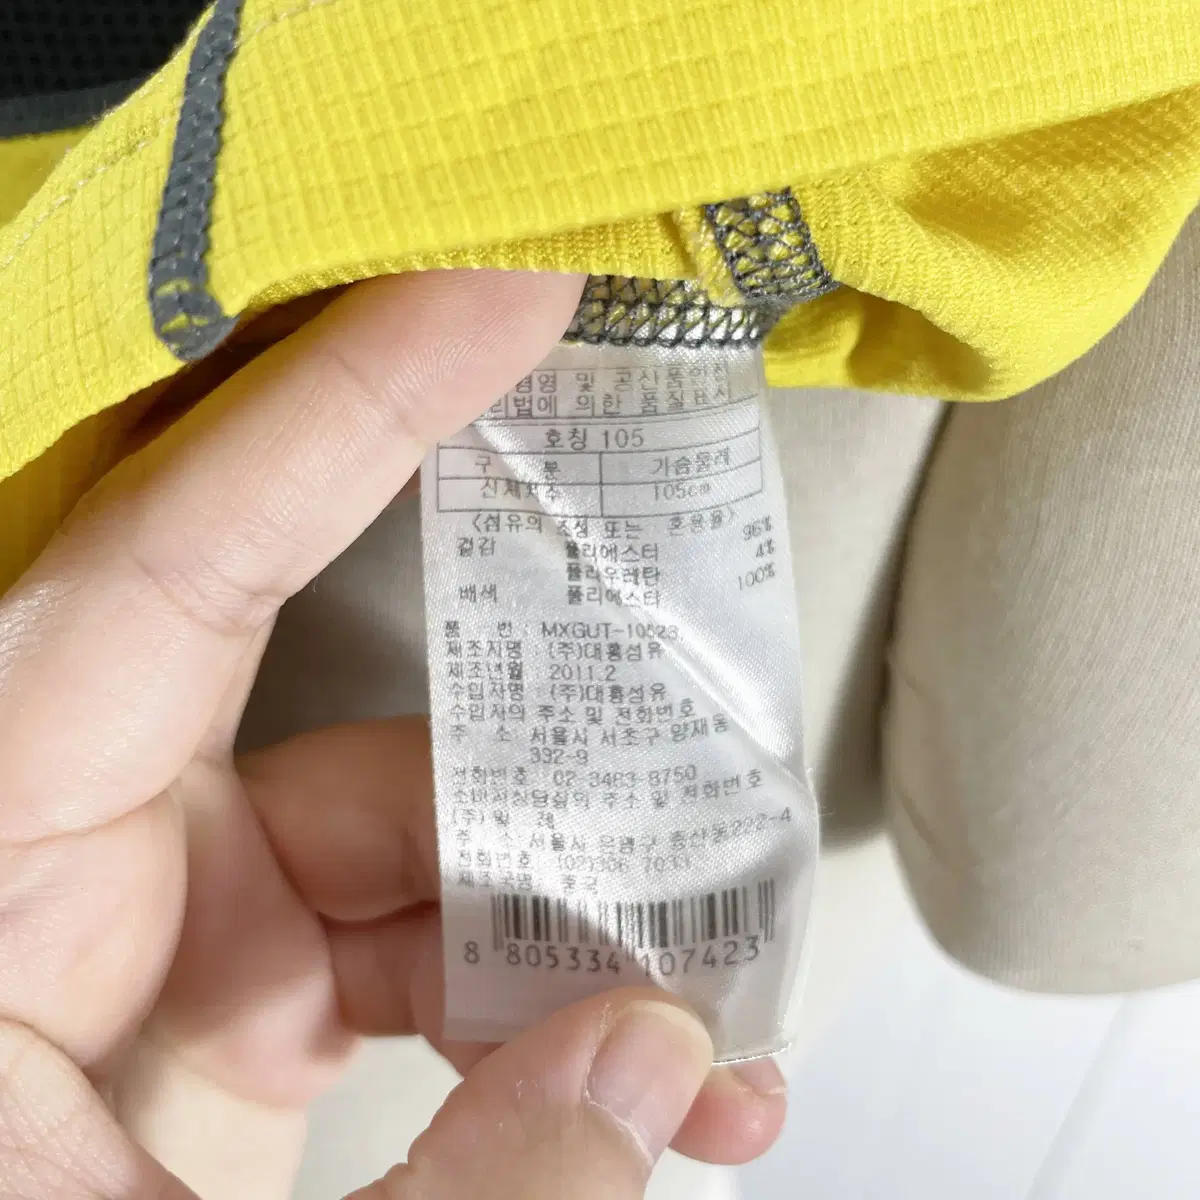 및 공산품안전
법에 의한 품질표시
호칭 105
구 분 가슴둘레
신체치수 105cm
<섬유의 조성 또는 혼용율>
겉감 폴리에스터 96%
폴리우레탄 4%
배색 폴리에스터 100%
품 번 : MXGUT-10523
제조자명 : (주)대흥섬유
제조년월 2011.2
수입자명 : (주)대흥섬유
수입자의 주소 및 전화번호
주 소 서울시 서초구 양재동
332-9
전화번호 02-3463-8750
소비자상담실의 주소 및 전화번호
(주)밀 레
주 소:서울시 은평구 증산동222-4
전화번호: (02)306
제조국명: 중국
8 805334 107423